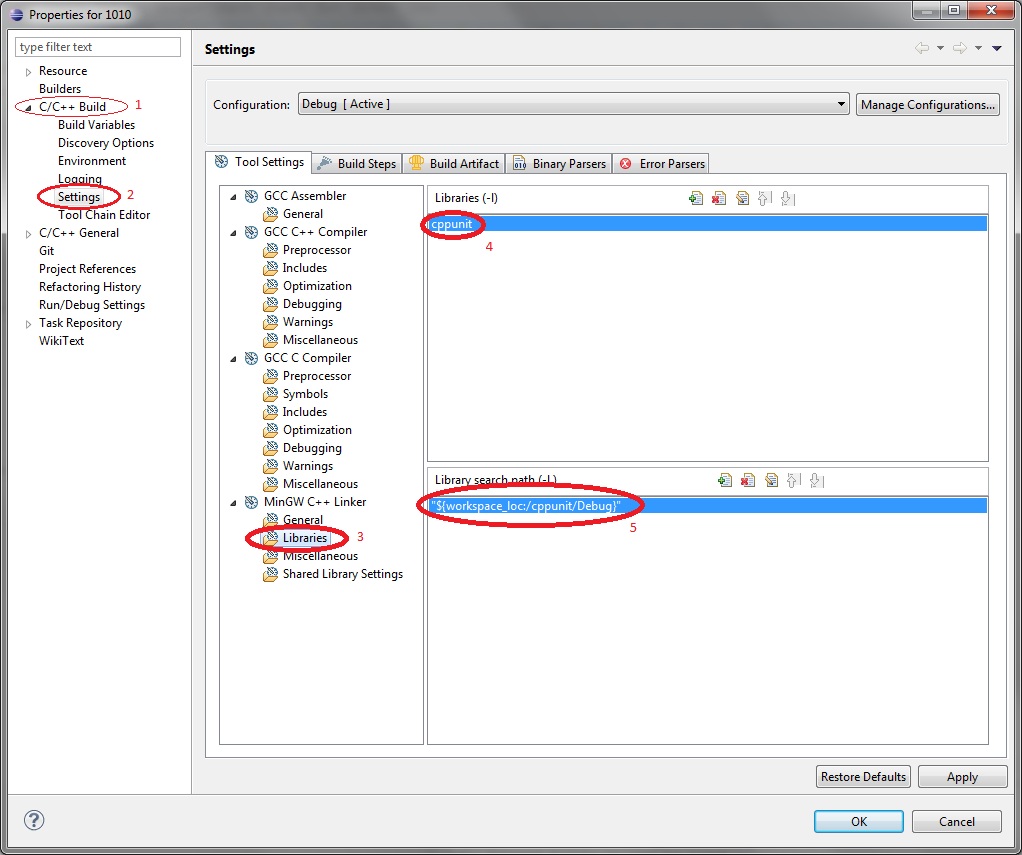 Properties for 1010
type filter text
Resource
Builders
C/C++ Build 1
Build Variables
Discovery Options
Environment
Logging
Settings 2
Tool Chain Editor
C/C++ General
Git
Project References
Refactoring History
Run/Debug Settings
Task Repository
WikiText
Settings
Configuration: Debug [ Active ] Manage Configurations...
Tool Settings Build Steps Build Artifact Binary Parsers Error Parsers
GCC Assembler
General
GCC C++ Compiler
Preprocessor
Includes
Optimization
Debugging
Warnings
Miscellaneous
GCC C Compiler
Preprocessor
Symbols
Includes
Optimization
Debugging
Warnings
Miscellaneous
MinGW C++ Linker
General
Libraries 3
Miscellaneous
Shared Library Settings
Libraries (-l)
cppunit
4
Library search path (-L)
"${workspace_loc:/cppunit/Debug}"
5
Restore Defaults Apply
OK Cancel